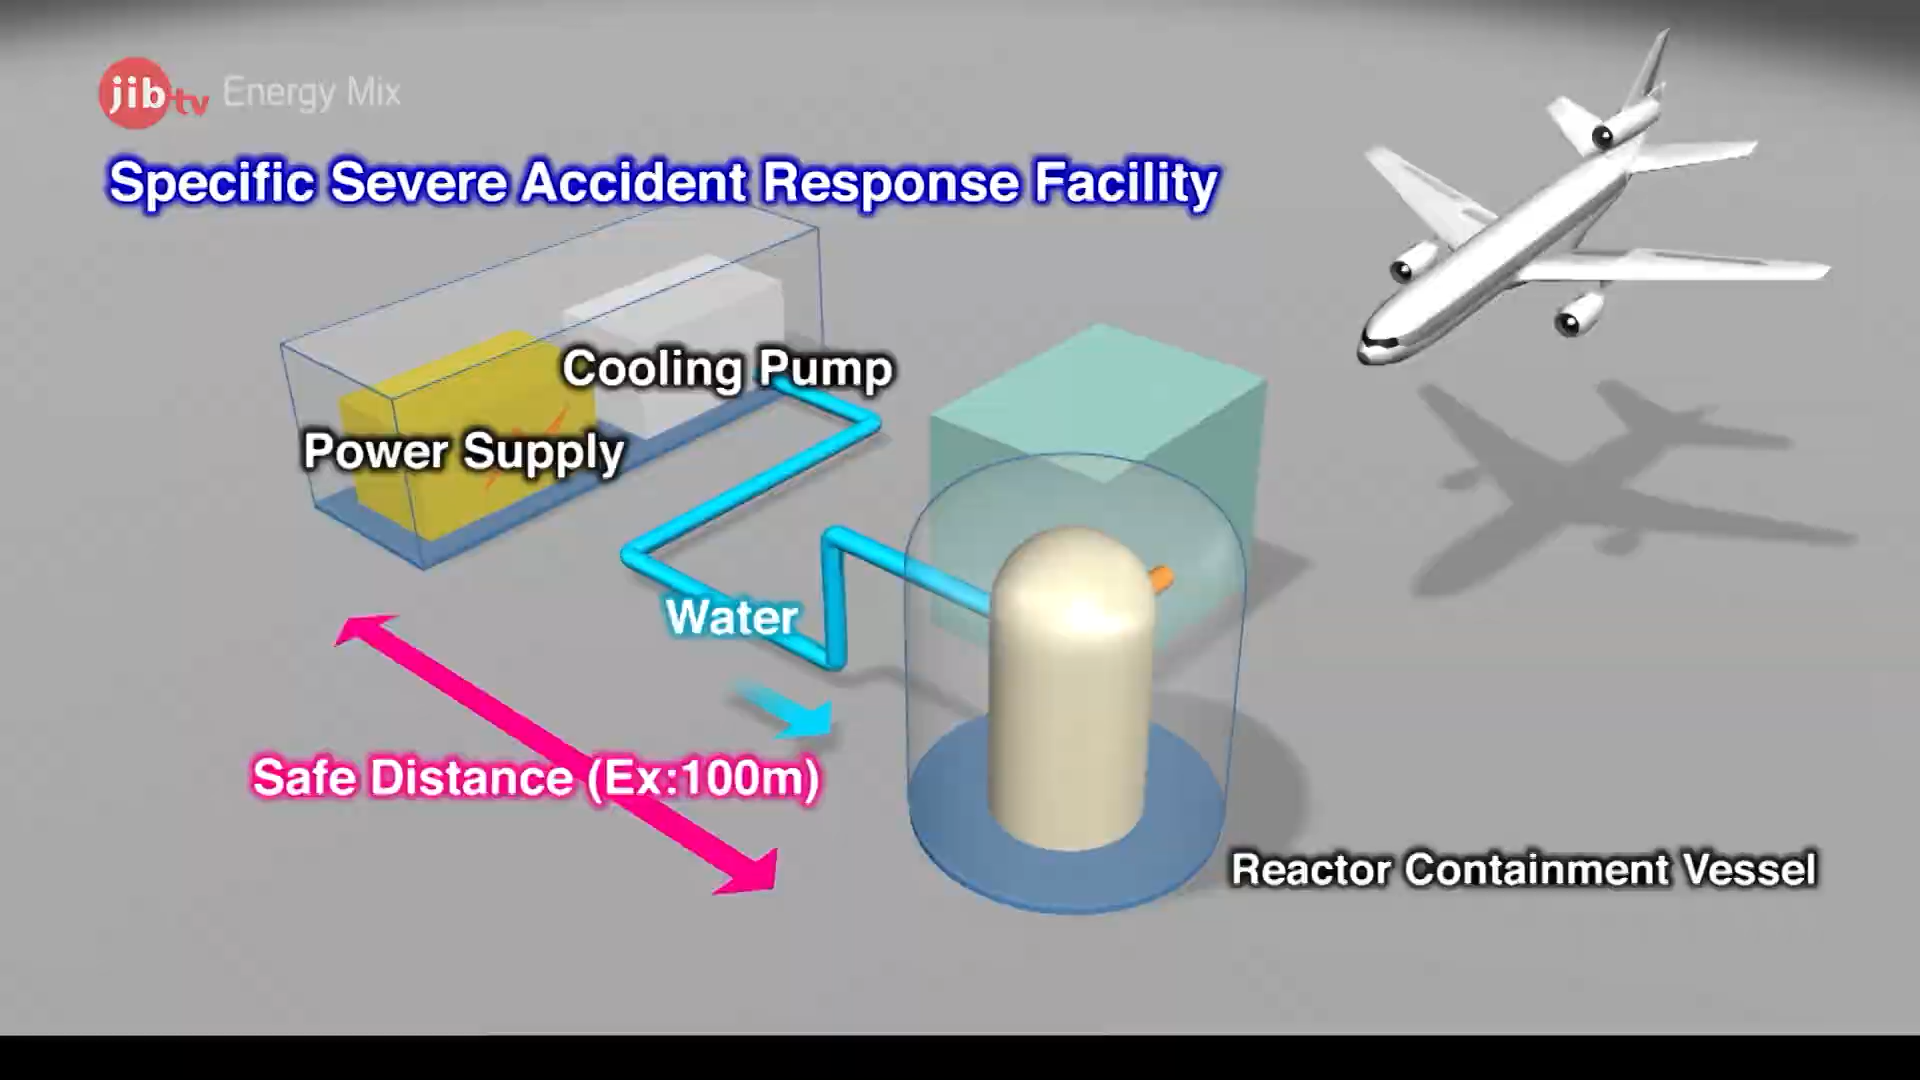 jib tv Energy Mix
Specific Severe Accident Response Facility
Cooling Pump
Power Supply
Water
Safe Distance (Ex:100m)
Reactor Containment Vessel